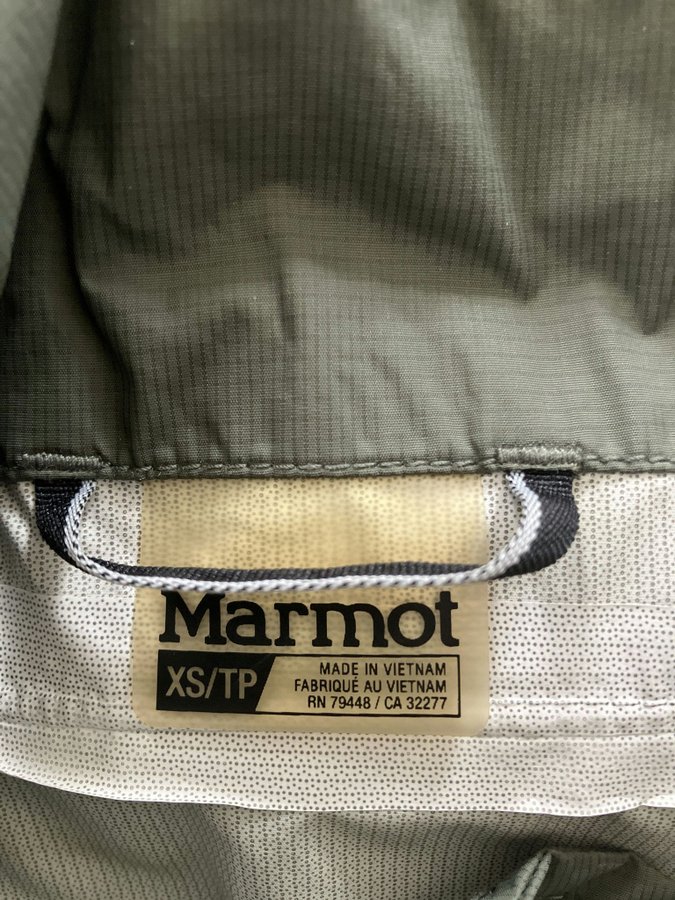 Marmot
XS/TP
MADE IN VIETNAM
FABRIQUÉ AU VIETNAM
RN 79448 / CA 32277